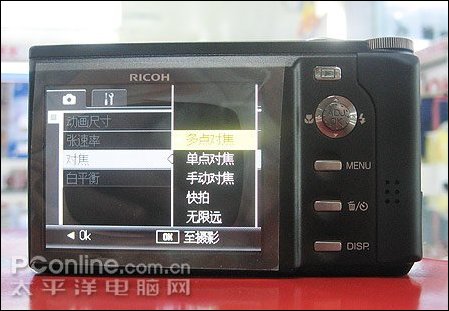 RICOH
动画尺寸
张速率
对焦
白平衡
多点对焦
单点对焦
手动对焦
快拍
无限远
◀Ok
OK 至摄影
MENU
DISP.
PConline.com.cn
太平洋电脑网